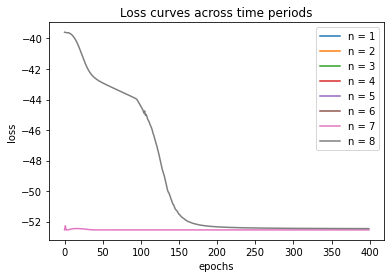 Loss curves across time periods
loss
−40
−42
−44
−46
−48
−50
−52
n = 1
n = 2
n = 3
n = 4
n = 5
n = 6
n = 7
n = 8
0
50
100
150
200
250
300
350
400
epochs